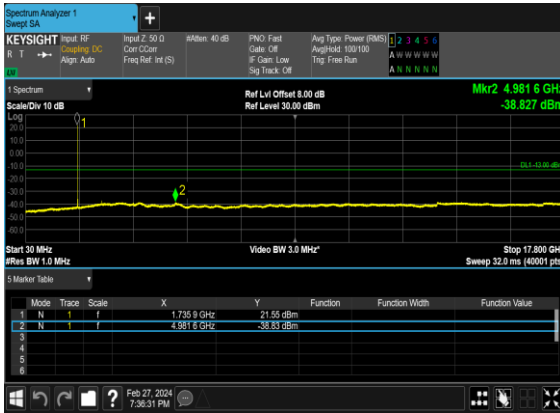 Spectrum Analyzer 1
Swept SA
KEYSIGHT
R T
Input: RF
Coupling: DC
Align: Auto
Input Z: 50 Ω
Corr CCorr
Freq Ref: Int (S)
#Atten: 40 dB
PNO: Fast
Gate: Off
IF Gain: Low
Sig Track: Off
Avg Type: Power (RMS)
Avg|Hold: 100/100
Trig: Free Run
1 2 3 4 5 6
A W W W W W
A N N N N N
1 Spectrum
Scale/Div 10 dB
Ref Lvl Offset 8.00 dB
Ref Level 30.00 dBm
Mkr2 4.981 6 GHz
-38.827 dBm
Log
20.0
10.0
0.00
-10.0
-20.0
-30.0
-40.0
-50.0
-60.0
1
2
DL1 -13.00 dBm
Start 30 MHz
#Res BW 1.0 MHz
Video BW 3.0 MHz*
Stop 17.800 GHz
Sweep 32.0 ms (40001 pts)
5 Marker Table
Mode Trace Scale X Y Function Function Width Function Value
1 N 1 f 1.735 9 GHz 21.55 dBm
2 N 1 f 4.981 6 GHz -38.83 dBm
3
4
5
6
Feb 27, 2024
7:36:31 PM